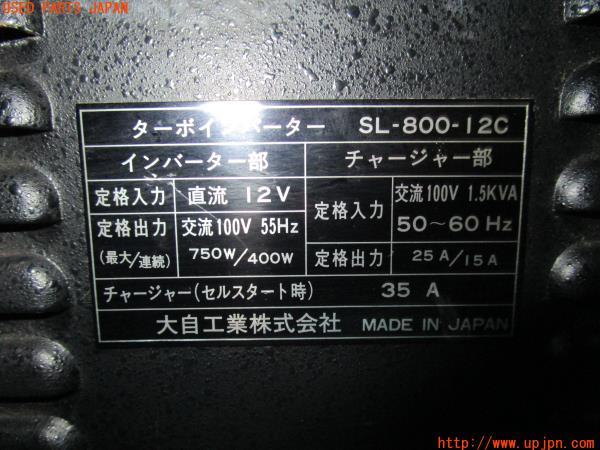 USED PARTS JAPAN
ターボインバーター SL-800-12C
インバーター部 チャージャー部
定格入力 直流 12V 定格入力 交流100V 1.5KVA
50〜60Hz
定格出力 交流100V 55Hz
(最大/連続) 750W/400W 定格出力 25A/15A
チャージャー(セルスタート時) 35 A
大自工業株式会社 MADE IN JAPAN
http://www.upjpn.com/